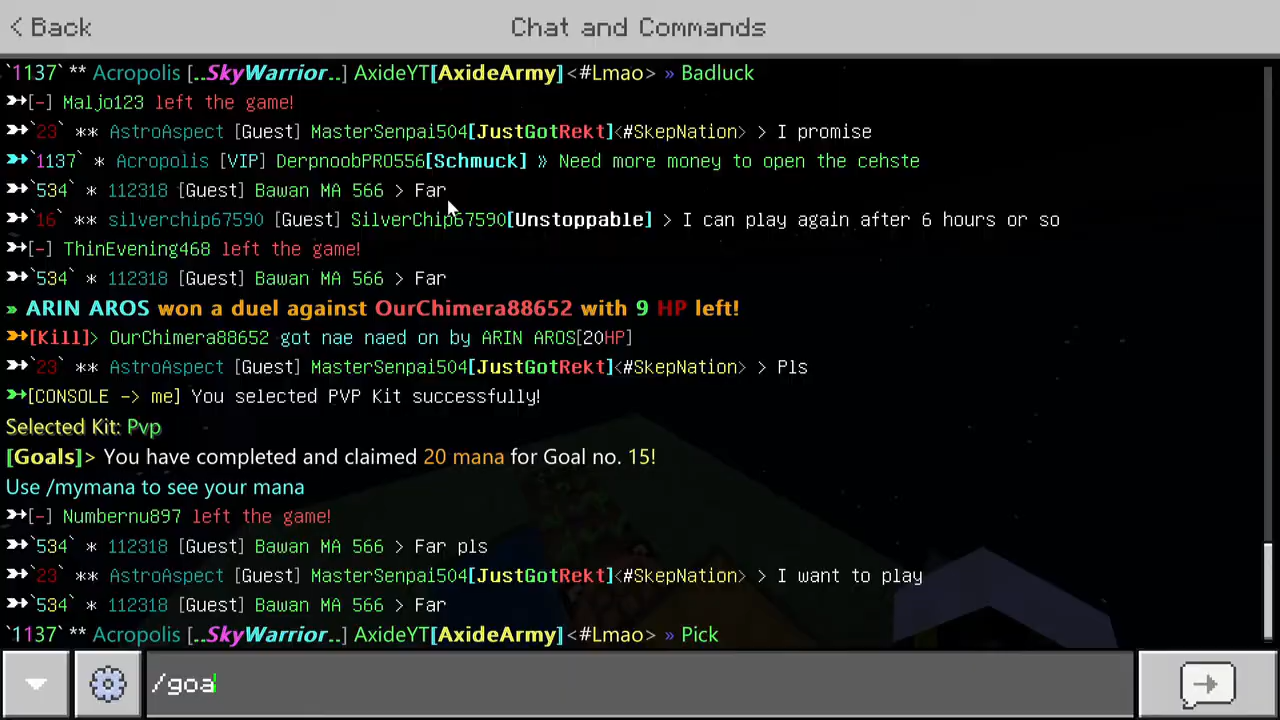 < Back
Chat and Commands
`1137` ** Acropolis [..SkyWarrior..] AxideYT[AxideArmy]<#Lmao> » Badluck
[-] Maljo123 left the game!
`23` ** AstroAspect [Guest] MasterSenpai504[JustGotRekt]<#SkepNation> > I promise
`1137` * Acropolis [VIP] DerpnoobPRO556[Schmuck] » Need more money to open the cehste
`534` * 112318 [Guest] Bawan MA 566 > Far
`16` ** silverchip67590 [Guest] SilverChip67590[Unstoppable] > I can play again after 6 hours or so
[-] ThinEvening468 left the game!
`534` * 112318 [Guest] Bawan MA 566 > Far
» ARIN AROS won a duel against OurChimera88652 with 9 HP left!
[Kill]> OurChimera88652 got nae naed on by ARIN AROS[20HP]
`23` ** AstroAspect [Guest] MasterSenpai504[JustGotRekt]<#SkepNation> > Pls
[CONSOLE -> me] You selected PVP Kit successfully!
Selected Kit: Pvp
[Goals]> You have completed and claimed 20 mana for Goal no. 15!
Use /mymana to see your mana
[-] Numbernu897 left the game!
`534` * 112318 [Guest] Bawan MA 566 > Far pls
`23` ** AstroAspect [Guest] MasterSenpai504[JustGotRekt]<#SkepNation> > I want to play
`534` * 112318 [Guest] Bawan MA 566 > Far
`1137` ** Acropolis [..SkyWarrior..] AxideYT[AxideArmy]<#Lmao> » Pick
/goa